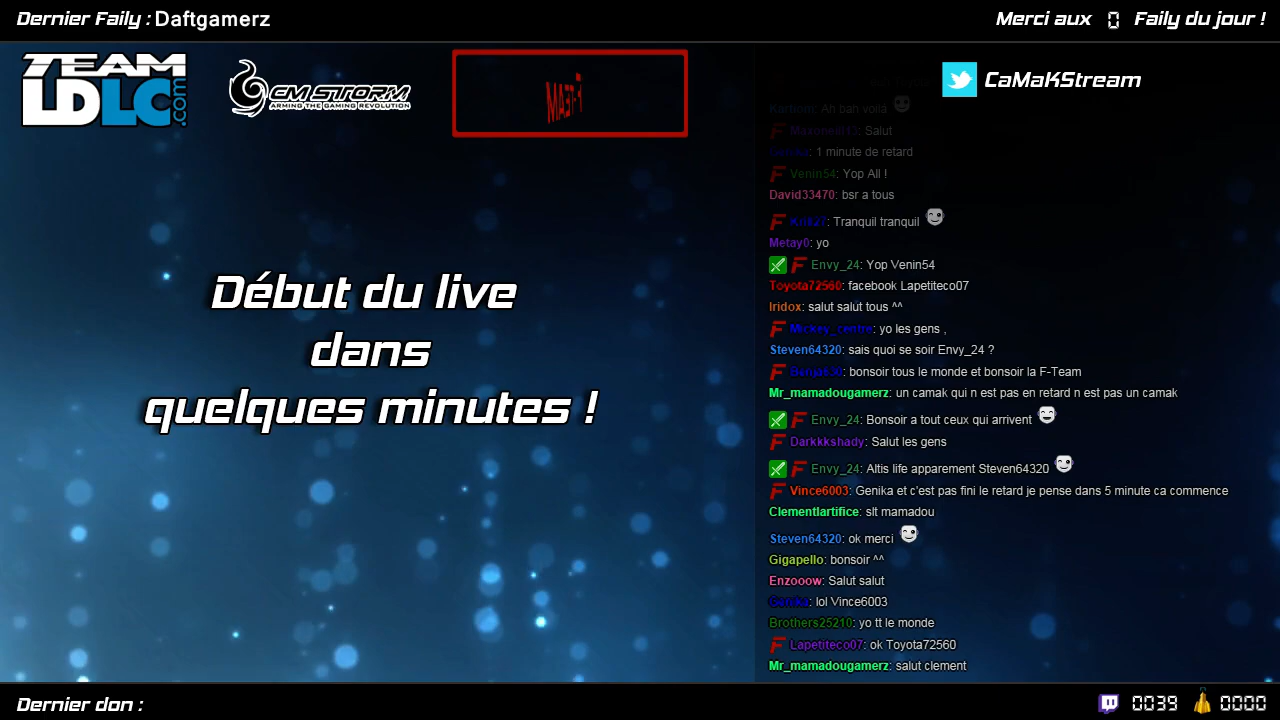 Dernier Faily : Daftgamerz
Merci aux 0 Faily du jour !
TEAM
LDLC.com
CM STORM
ARMING THE GAMING REVOLUTION
F-TEAM
CaMaKStream
Début du live
dans
quelques minutes !
Ah bah voila
Salut
: 1 minute de retard
Venin54: Yop All !
David33470: bsr a tous
: Tranquil tranquil
Metay0: yo
Envy_24: Yop Venin54
Toyota72560: facebook Lapetiteco07
Iridox: salut salut tous ^^
Mickey_centre: yo les gens ,
Steven64320: sais quoi se soir Envy_24 ?
: bonsoir tous le monde et bonsoir la F-Team
Mr_mamadougamerz: un camak qui n est pas en retard n est pas un camak
Envy_24: Bonsoir a tout ceux qui arrivent
Darkkkshady: Salut les gens
Envy_24: Altis life apparement Steven64320
Vince6003: Genika et c'est pas fini le retard je pense dans 5 minute ca commence
Clementlartifice: slt mamadou
Steven64320: ok merci
Gigapello: bonsoir ^^
Enzooow: Salut salut
Genika: lol Vince6003
Brothers25210: yo tt le monde
Lapetiteco07: ok Toyota72560
Mr_mamadougamerz: salut clement
Dernier don :
0039 0000